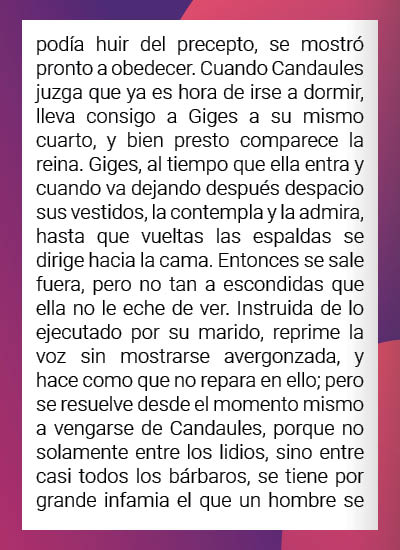 podía huir del precepto, se mostró
pronto a obedecer. Cuando Candaules
juzga que ya es hora de irse a dormir,
lleva consigo a Giges a su mismo
cuarto, y bien presto comparece la
reina. Giges, al tiempo que ella entra y
cuando va dejando después despacio
sus vestidos, la contempla y la admira,
hasta que vueltas las espaldas se
dirige hacia la cama. Entonces se sale
fuera, pero no tan a escondidas que
ella no le eche de ver. Instruida de lo
ejecutado por su marido, reprime la
voz sin mostrarse avergonzada, y
hace como que no repara en ello; pero
se resuelve desde el momento mismo
a vengarse de Candaules, porque no
solamente entre los lidios, sino entre
casi todos los bárbaros, se tiene por
grande infamia el que un hombre se